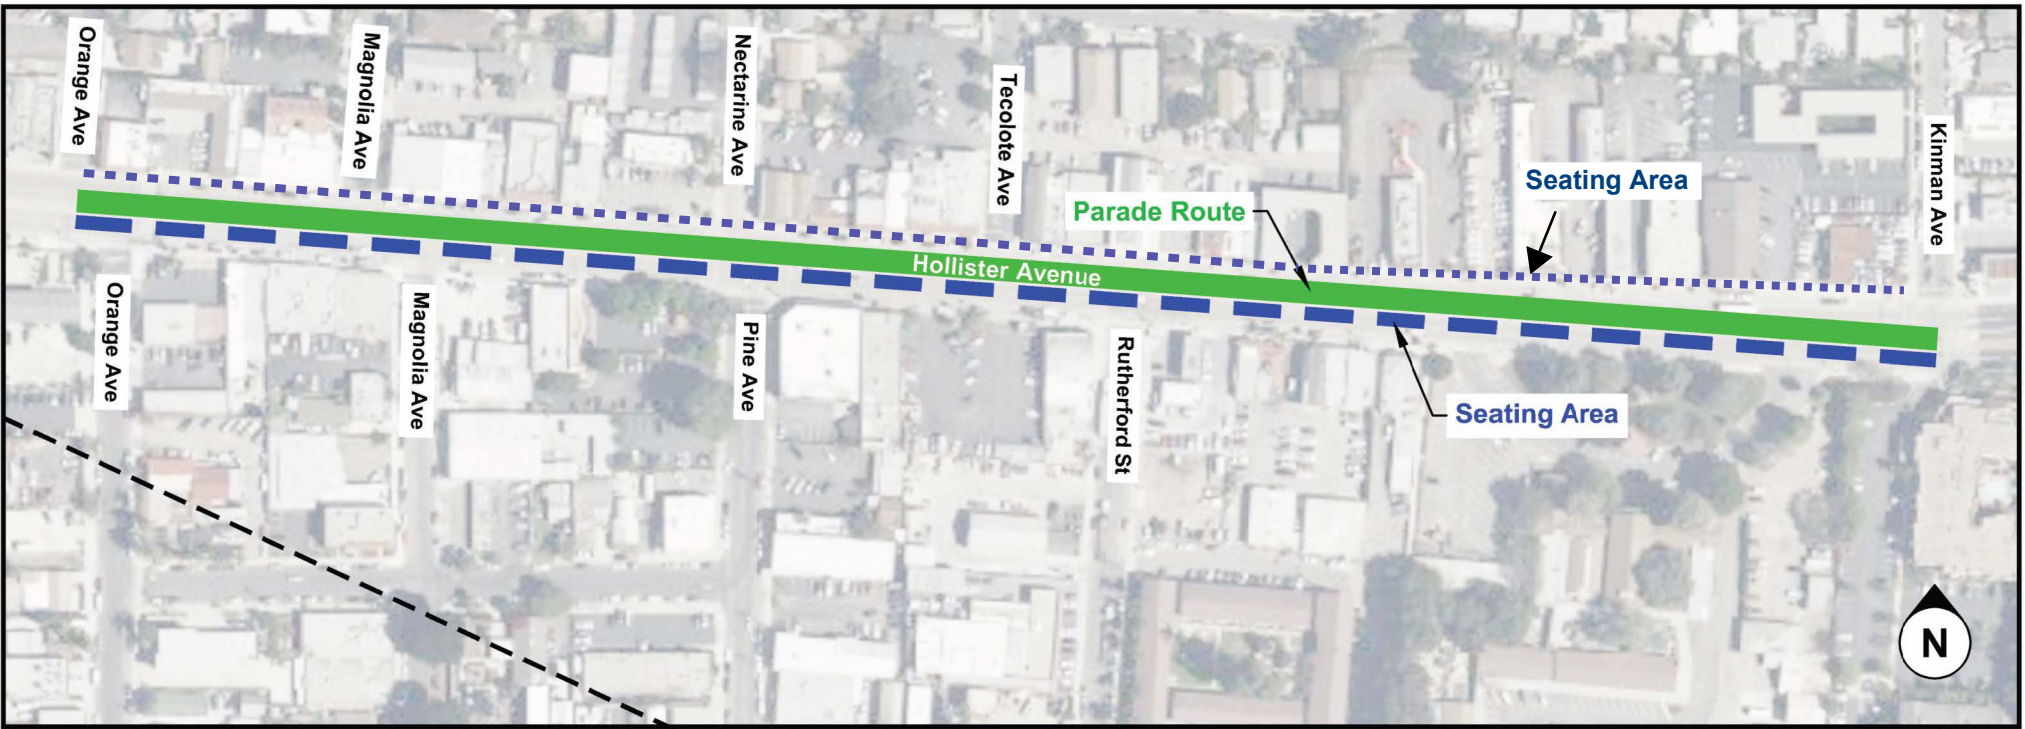 Orange Ave
Magnolia Ave
Nectarine Ave
Tecolote Ave
Kinman Ave
Seating Area
Parade Route
Hollister Avenue
Orange Ave
Magnolia Ave
Pine Ave
Rutherford St
Seating Area
N